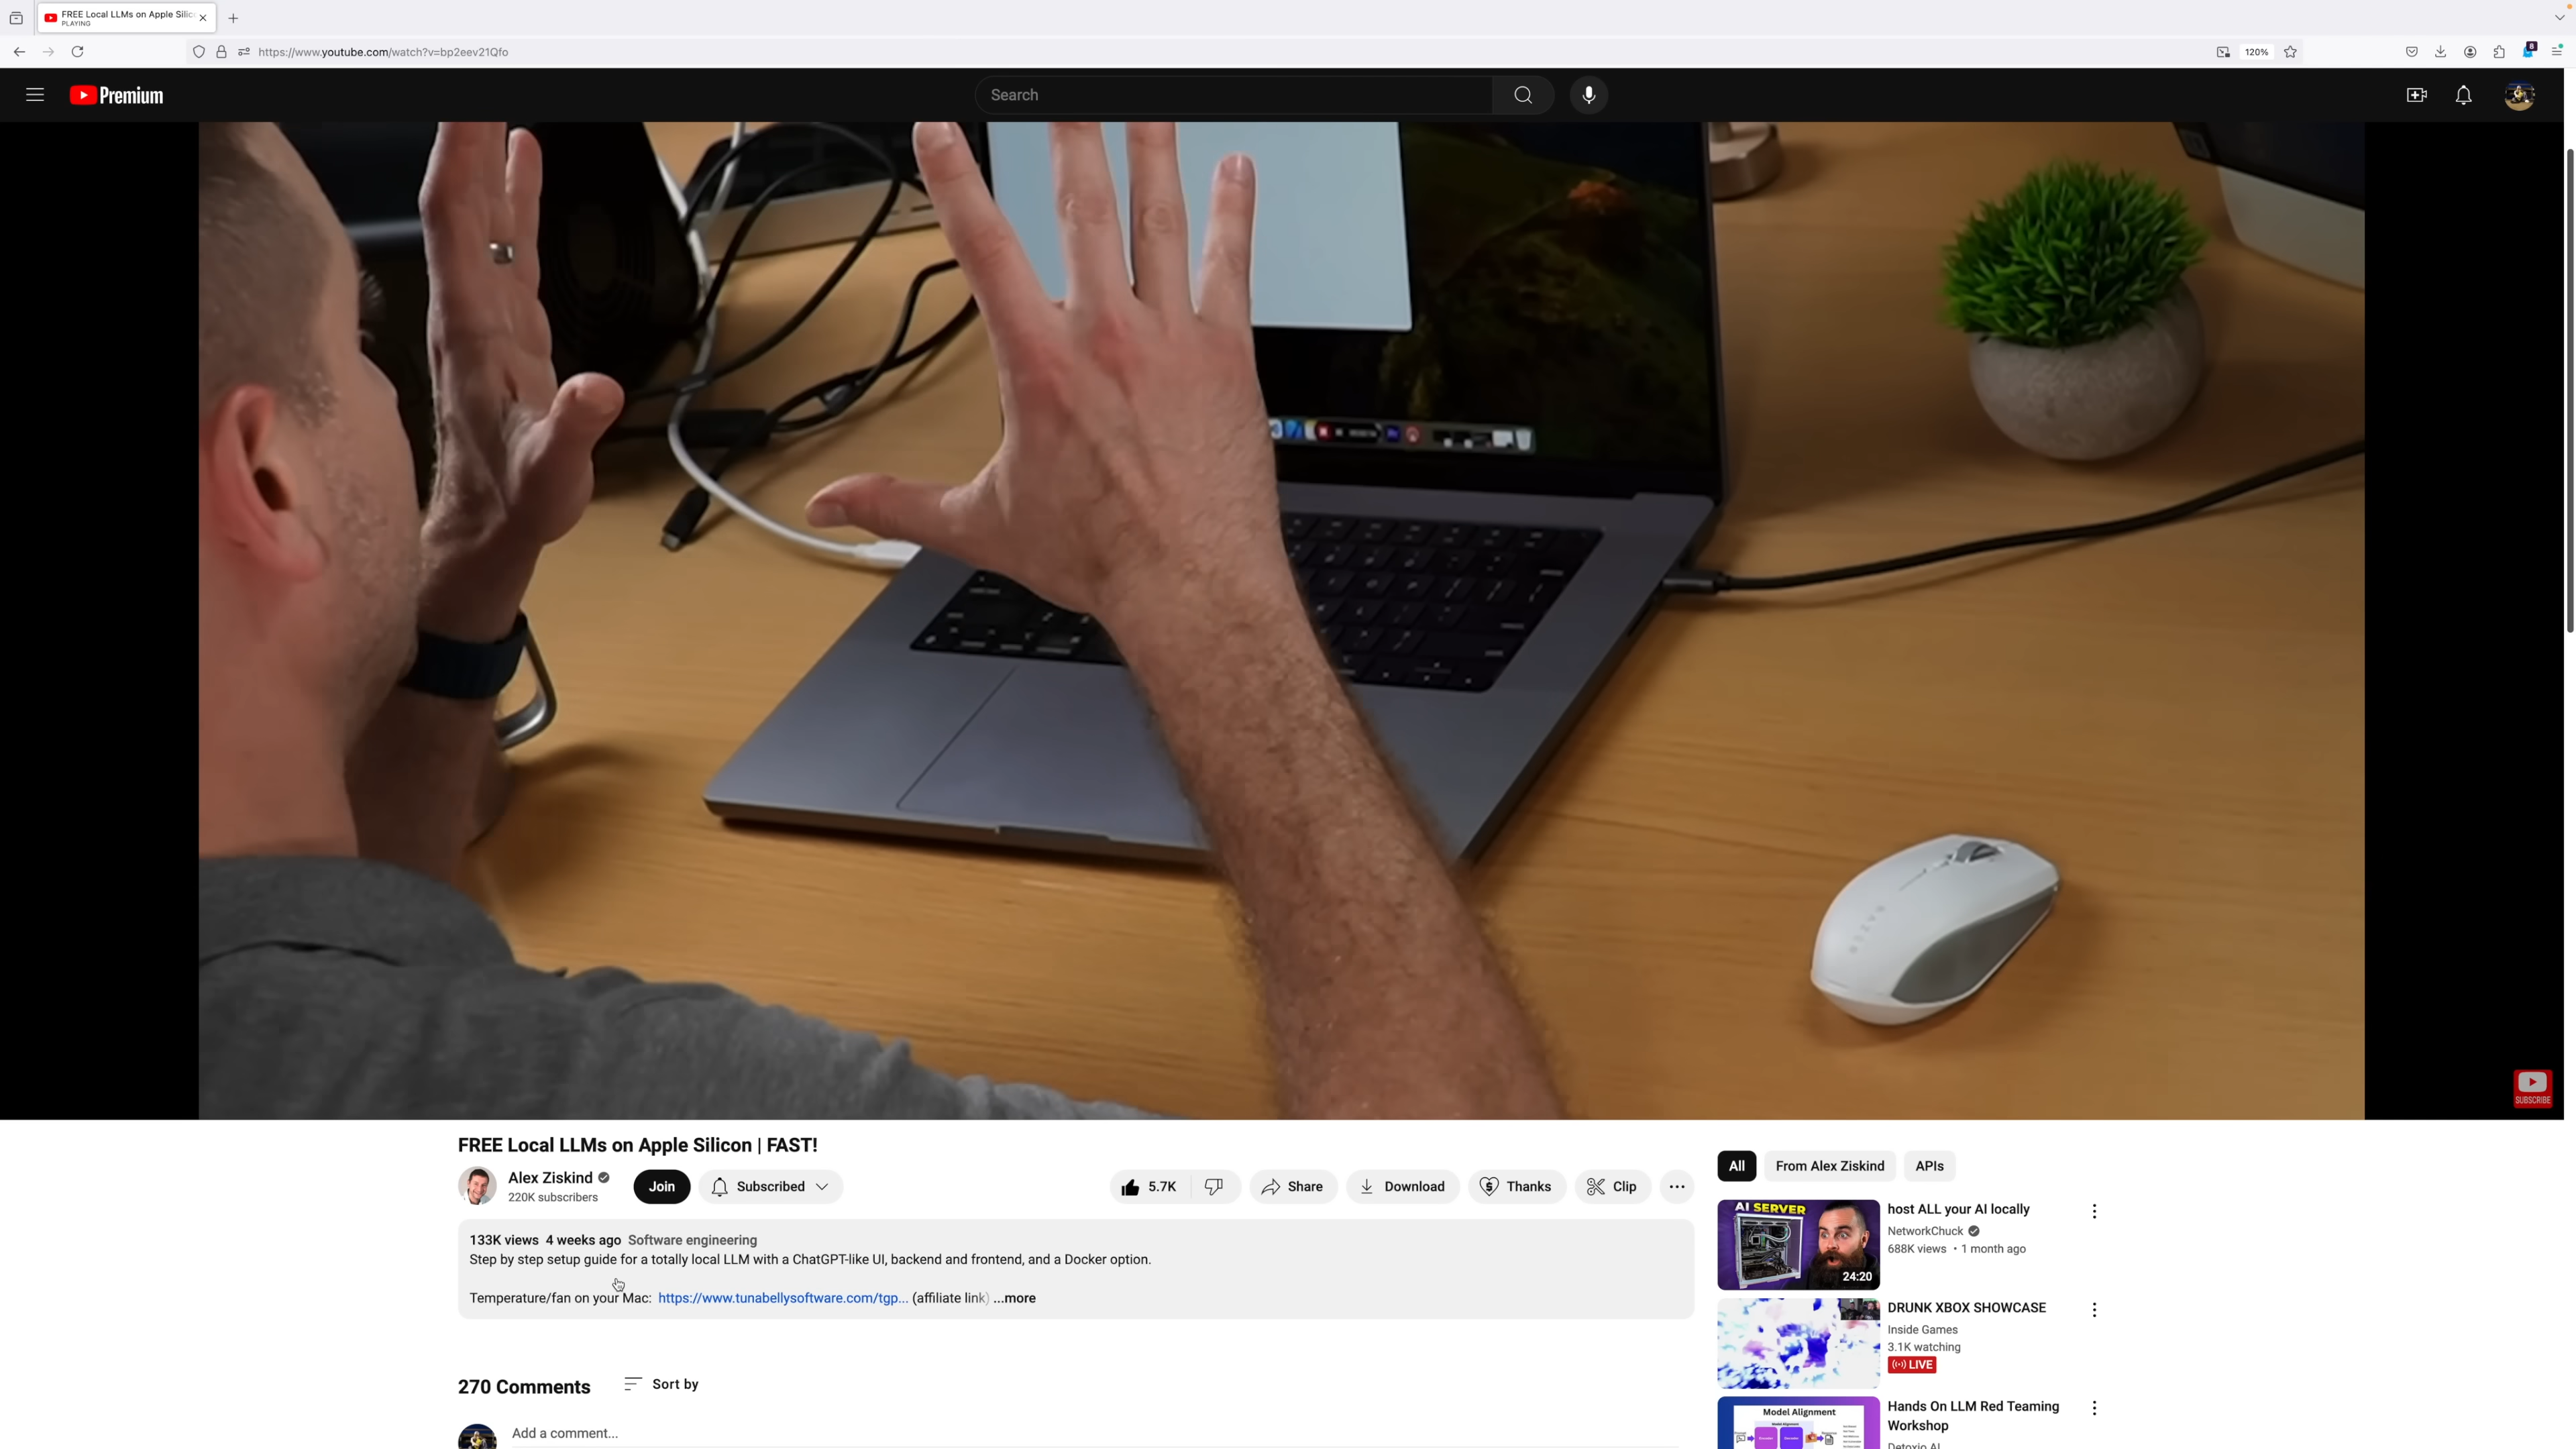 FREE Local LLMs on Apple Silic
PLAYING
https://www.youtube.com/watch?v=bp2eev21Qfo
120%
8
Premium
Search
SUBSCRIBE
FREE Local LLMs on Apple Silicon | FAST!
Alex Ziskind
220K subscribers
Join
Subscribed
5.7K
Share
Download
Thanks
Clip
133K views 4 weeks ago Software engineering
Step by step setup guide for a totally local LLM with a ChatGPT-like UI, backend and frontend, and a Docker option.
Temperature/fan on your Mac: https://www.tunabellysoftware.com/tgp... (affiliate link) ...more
270 Comments
Sort by
Add a comment...
All
From Alex Ziskind
APIs
AI SERVER
24:20
host ALL your AI locally
NetworkChuck
688K views • 1 month ago
DRUNK XBOX SHOWCASE
Inside Games
3.1K watching
LIVE
Model Alignment
Hands On LLM Red Teaming
Workshop
Detoxio AI